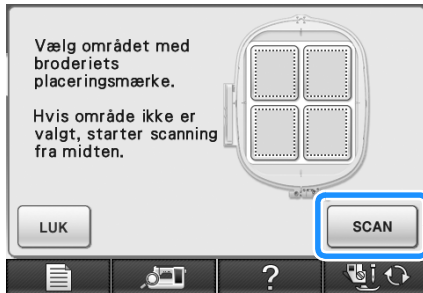 Vælg området med
broderiets
placeringsmærke.
Hvis område ikke er
valgt, starter scanning
fra midten.
LUK
SCAN
?